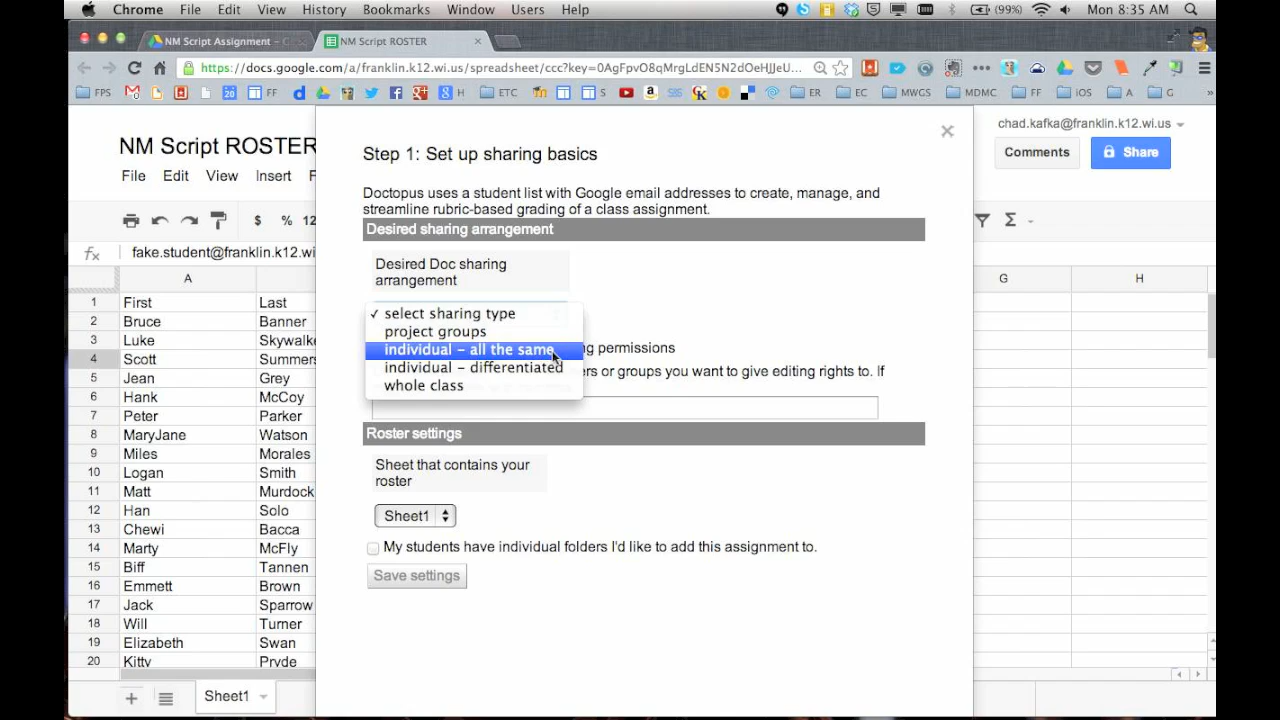 Chrome File Edit View History Bookmarks Window Users Help (99%) Mon 8:35 AM
NM Script Assignment – G
NM Script ROSTER
https://docs.google.com/a/franklin.k12.wi.us/spreadsheet/ccc?key=0AgFpvO8qMrgLdEN5N2dOeHJJeU...
FPS 20 FF H ETC S ER EC MWGS MDMC FF iOS A G »
NM Script ROSTER
chad.kafka@franklin.k12.wi.us
File Edit View Insert F
Comments
Share
$ % 12
Σ
fx fake.student@franklin.k12.wi
A
G
H
1 First Last
2 Bruce Banner
3 Luke Skywalke
4 Scott Summers
5 Jean Grey
6 Hank McCoy
7 Peter Parker
8 MaryJane Watson
9 Miles Morales
10 Logan Smith
11 Matt Murdock
12 Han Solo
13 Chewi Bacca
14 Marty McFly
15 Biff Tannen
16 Emmett Brown
17 Jack Sparrow
18 Will Turner
19 Elizabeth Swan
20 Kitty Pryde
Sheet1
Step 1: Set up sharing basics
Doctopus uses a student list with Google email addresses to create, manage, and
streamline rubric-based grading of a class assignment.
Desired sharing arrangement
Desired Doc sharing
arrangement
✓ select sharing type
project groups
individual – all the same
individual – differentiated
whole class
ng permissions
ers or groups you want to give editing rights to. If
Roster settings
Sheet that contains your
roster
Sheet1
My students have individual folders I'd like to add this assignment to.
Save settings